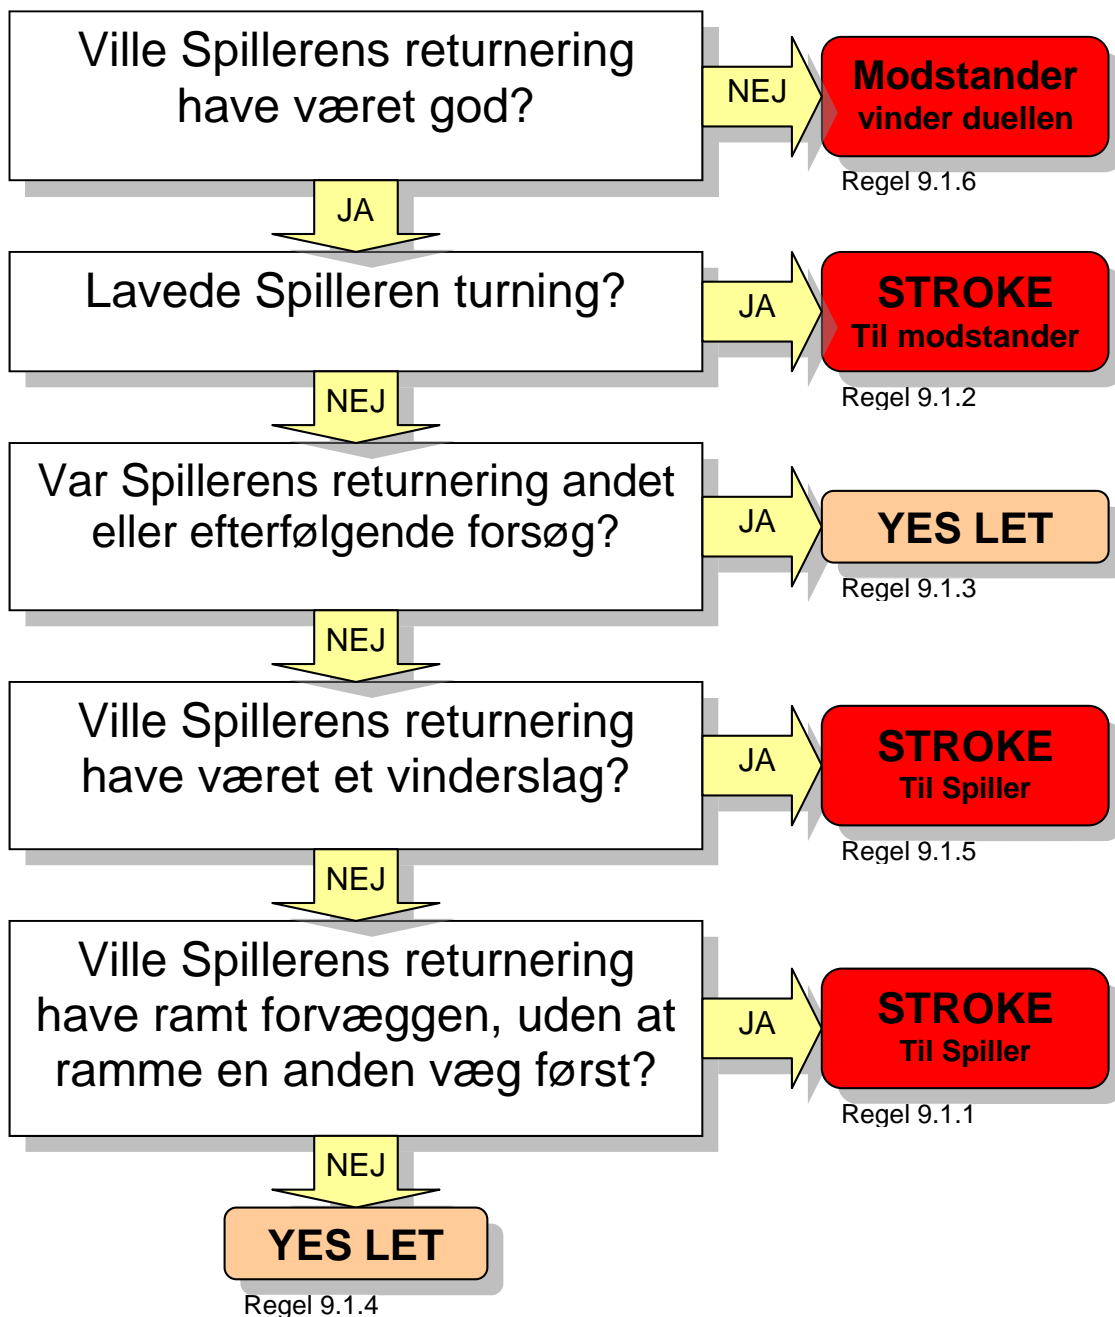 Ville Spillerens returnering
have været god?
NEJ
Modstander
vinder duellen
Regel 9.1.6
JA
Lavede Spilleren turning?
JA
STROKE
Til modstander
Regel 9.1.2
NEJ
Var Spillerens returnering andet
eller efterfølgende forsøg?
JA
YES LET
Regel 9.1.3
NEJ
Ville Spillerens returnering
have været et vinderslag?
JA
STROKE
Til Spiller
Regel 9.1.5
NEJ
Ville Spillerens returnering
have ramt forvæggen, uden at
ramme en anden væg først?
JA
STROKE
Til Spiller
Regel 9.1.1
NEJ
YES LET
Regel 9.1.4